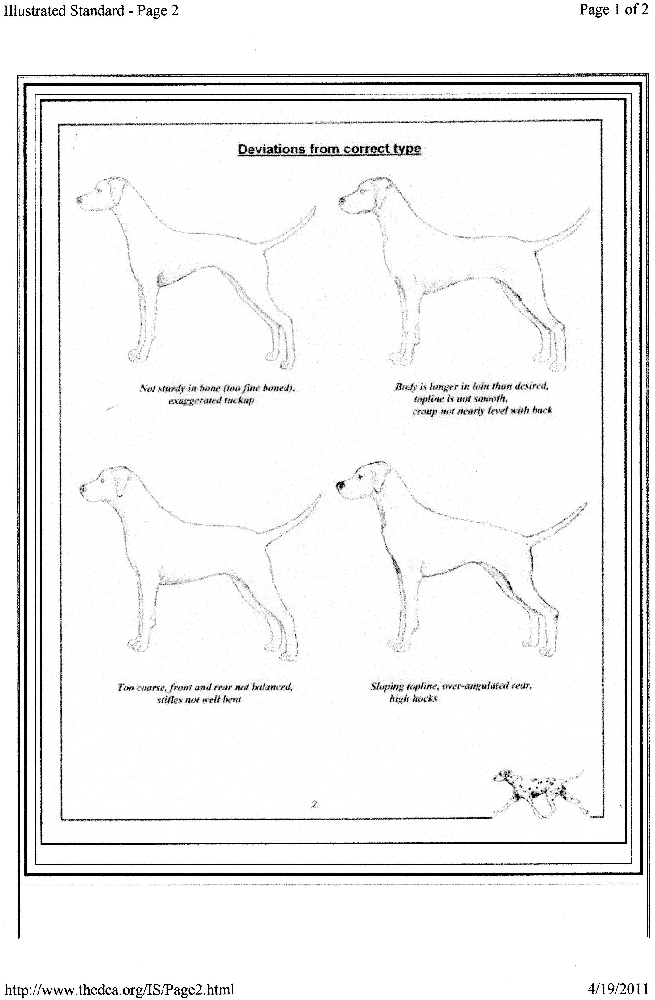 Illustrated Standard - Page 2
Page 1 of 2
Deviations from correct type
Not sturdy in bone (too fine boned),
exaggerated tuckup
Body is longer in loin than desired,
topline is not smooth,
croup not nearly level with back
Too coarse, front and rear not balanced,
stifles not well bent
Sloping topline, over-angulated rear,
high hocks
2
http://www.thedca.org/IS/Page2.html
4/19/2011